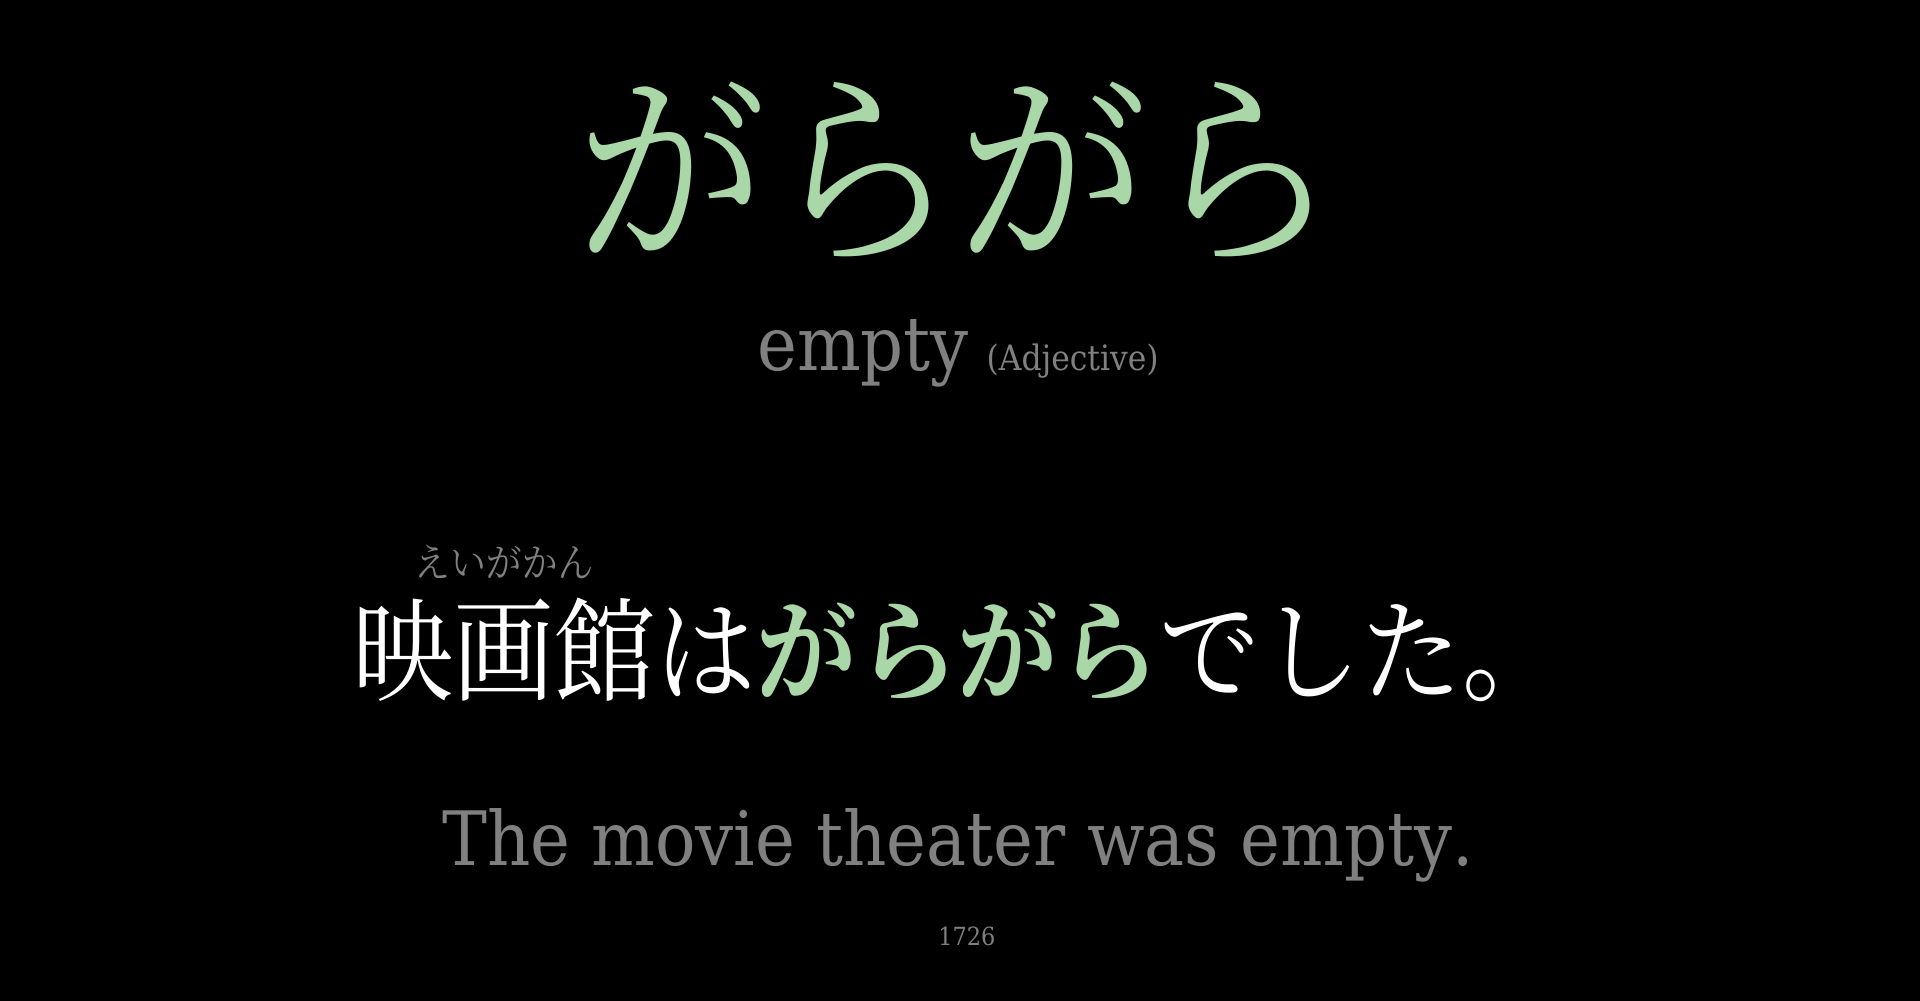 がらがら
empty (Adjective)
えいがかん
映画館はがらがらでした。
The movie theater was empty.
1726